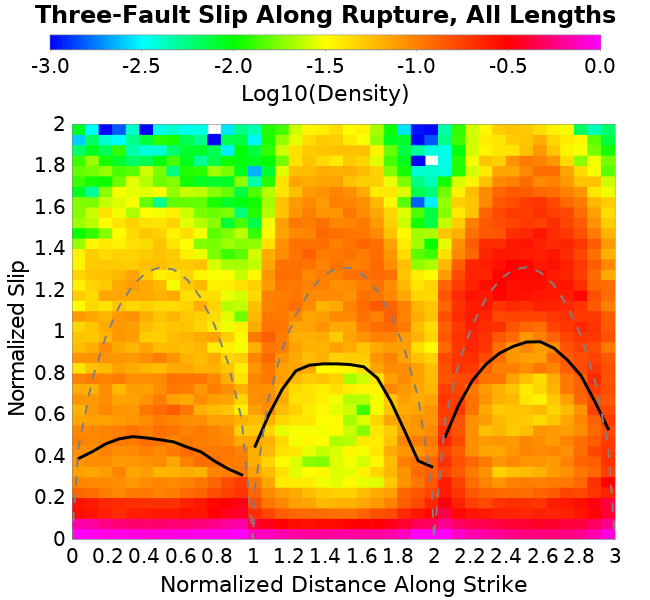 Three-Fault Slip Along Rupture, All Lengths
-3.0 -2.5 -2.0 -1.5 -1.0 -0.5 0.0
Log10(Density)
2
1.8
1.6
1.4
1.2
1
0.8
0.6
0.4
0.2
0
Normalized Slip
0 0.2 0.4 0.6 0.8 1 1.2 1.4 1.6 1.8 2 2.2 2.4 2.6 2.8 3
Normalized Distance Along Strike